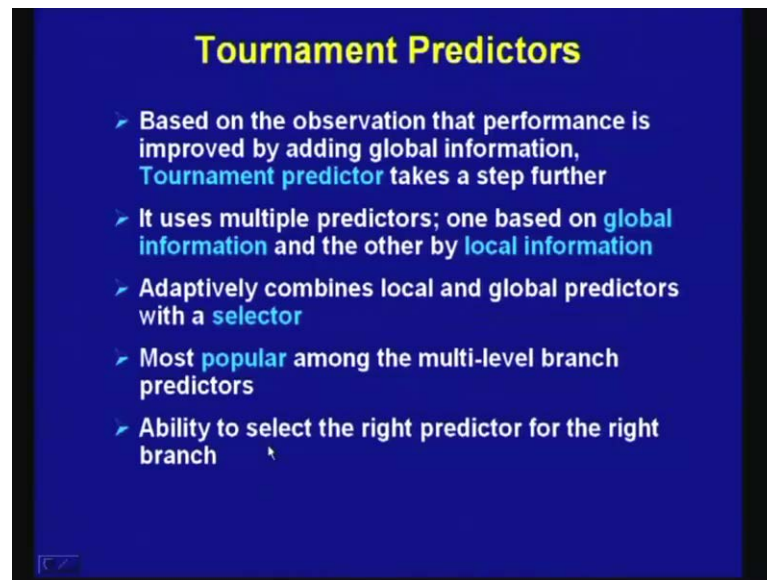 Tournament Predictors
Based on the observation that performance is
improved by adding global information,
Tournament predictor takes a step further
It uses multiple predictors; one based on global
information and the other by local information
Adaptively combines local and global predictors
with a selector
Most popular among the multi-level branch
predictors
Ability to select the right predictor for the right
branch